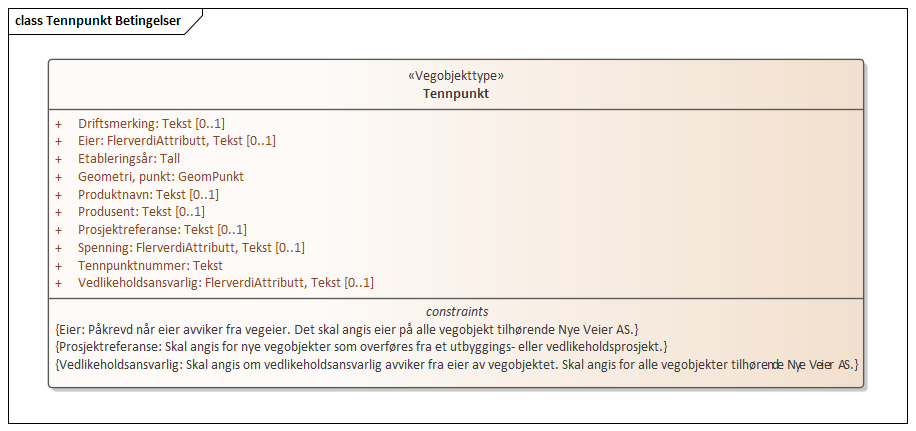 class Tennpunkt Betingelser
«Vegobjekttype»
Tennpunkt
+ Driftsmerking: Tekst [0..1]
+ Eier: FlerverdiAttributt, Tekst [0..1]
+ Etableringsår: Tall
+ Geometri, punkt: GeomPunkt
+ Produktnavn: Tekst [0..1]
+ Produsent: Tekst [0..1]
+ Prosjektreferanse: Tekst [0..1]
+ Spenning: FlerverdiAttributt, Tekst [0..1]
+ Tennpunktnummer: Tekst
+ Vedlikeholdsansvarlig: FlerverdiAttributt, Tekst [0..1]
constraints
{Eier: Påkrevd når eier avviker fra vegeier. Det skal angis eier på alle vegobjekt tilhørende Nye Veier AS.}
{Prosjektreferanse: Skal angis for nye vegobjekter som overføres fra et utbyggings- eller vedlikeholdsprosjekt.}
{Vedlikeholdsansvarlig: Skal angis om vedlikeholdsansvarlig avviker fra eier av vegobjektet. Skal angis for alle vegobjekter tilhørende Nye Veier AS.}